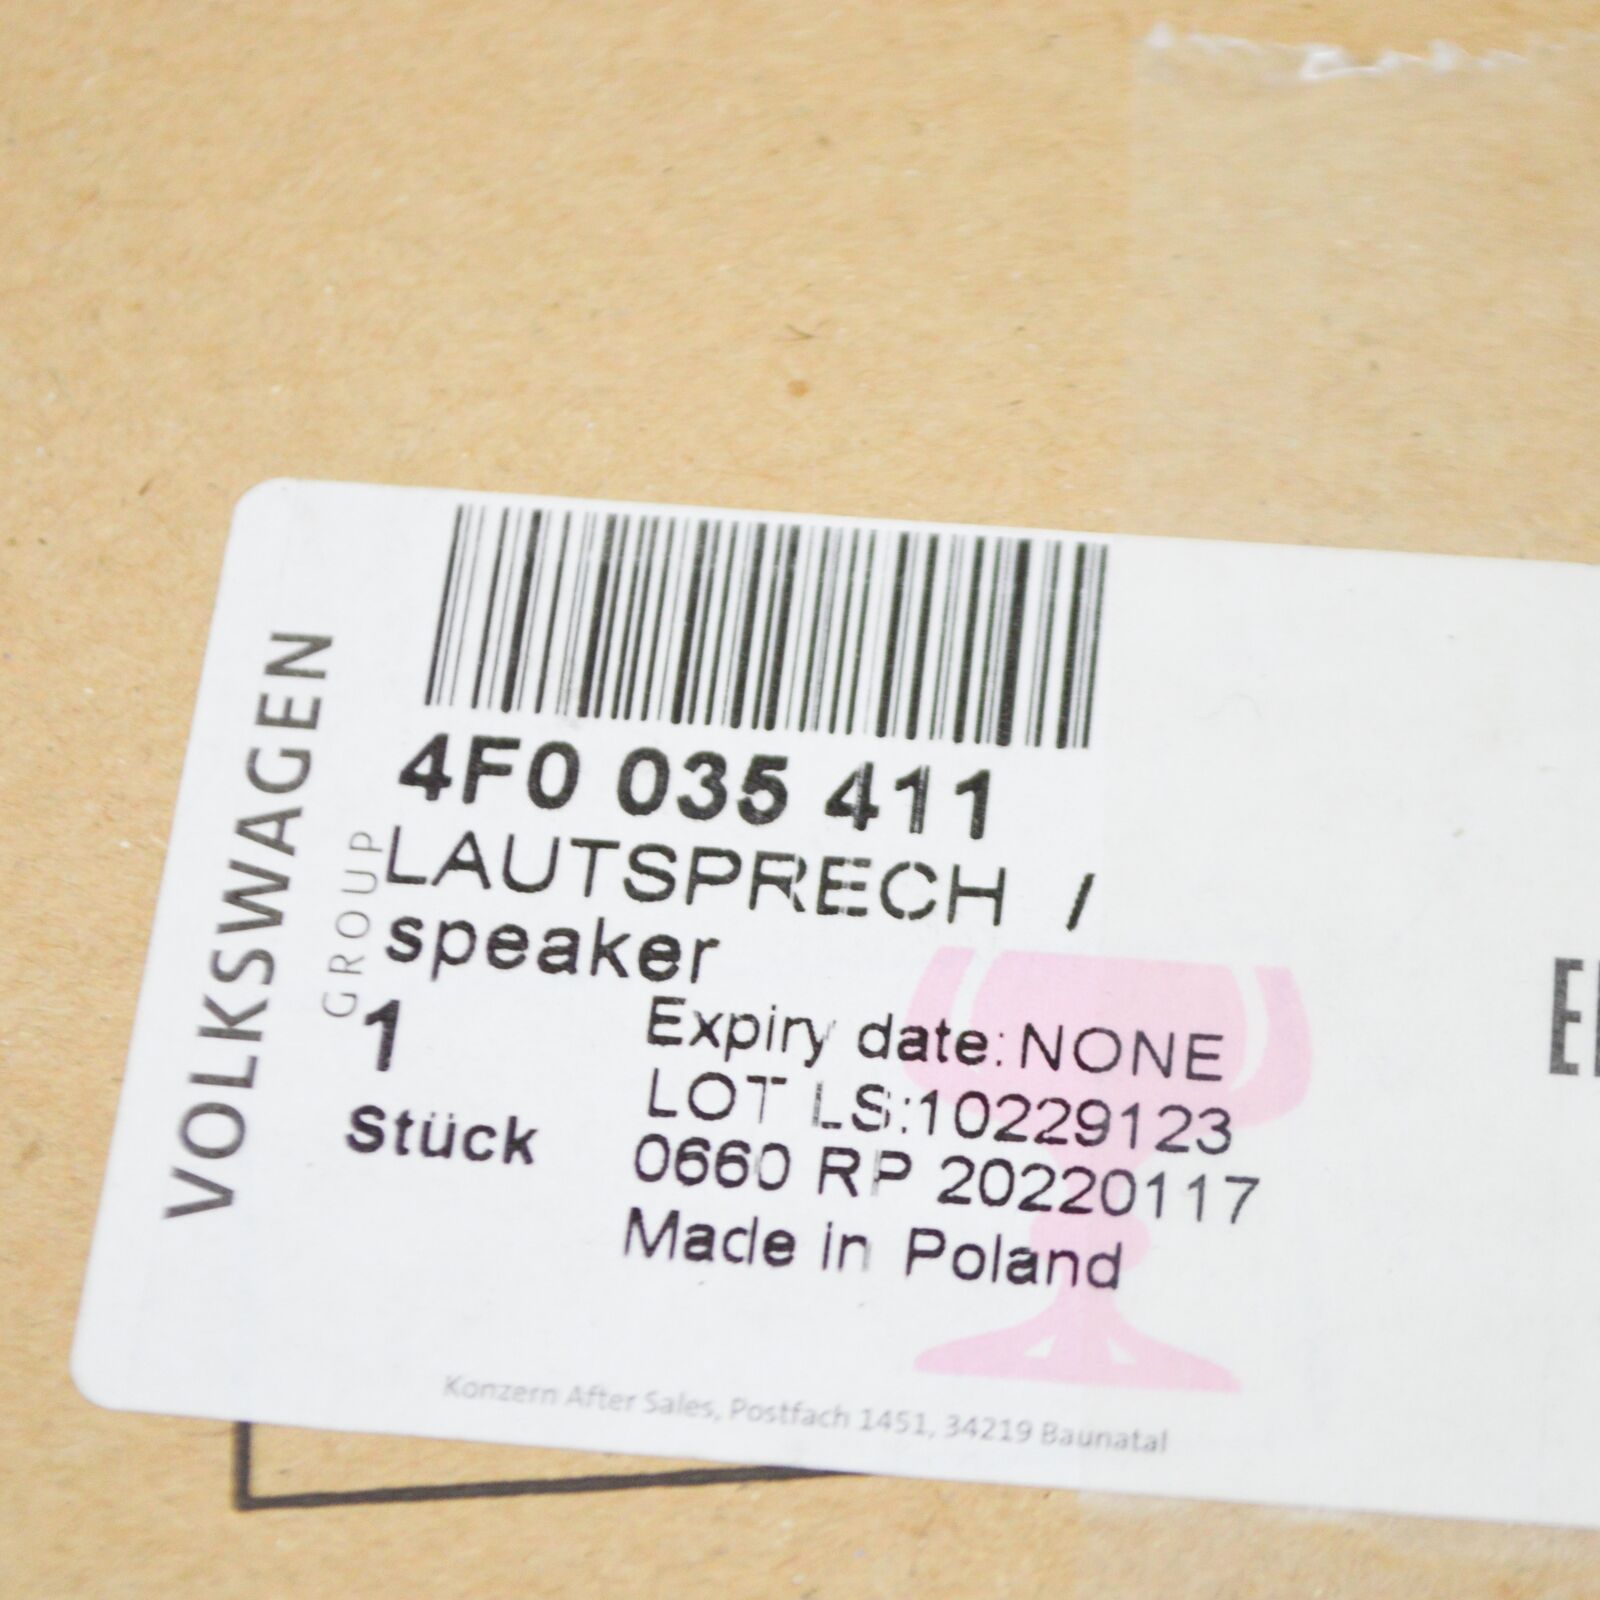 VOLKSWAGEN
GROUP
4F0 035 411
LAUTSPRECH /
speaker
1
Stück
Expiry date: NONE
LOT LS:10229123
0660 RP 20220117
Made in Poland
Konzern After Sales, Postfach 1451, 34219 Baunatal